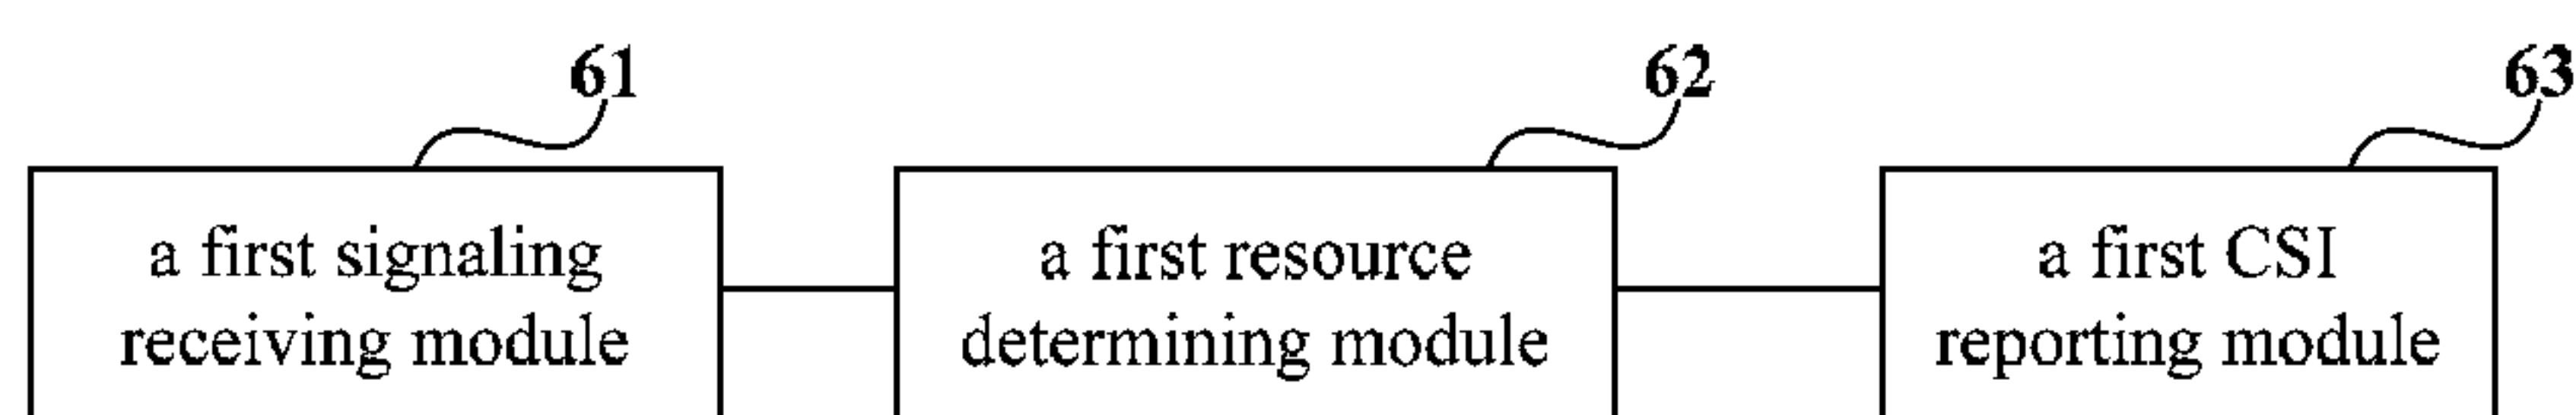 61 62 63
a first signaling
receiving module
a first resource
determining module
a first CSI
reporting module